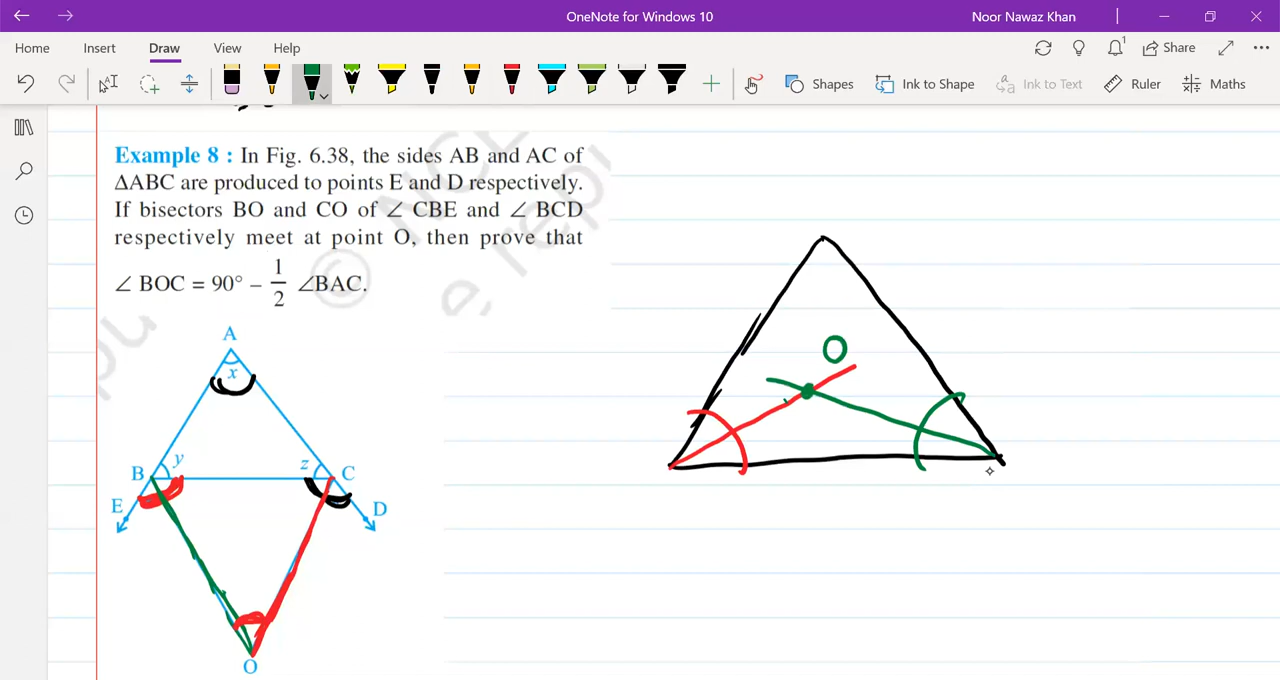 OneNote for Windows 10
Noor Nawaz Khan
Home Insert Draw View Help
1
Share
Shapes
Ink to Shape
Ink to Text
Ruler
Maths
Example 8 : In Fig. 6.38, the sides AB and AC of
ΔABC are produced to points E and D respectively.
If bisectors BO and CO of ∠ CBE and ∠ BCD
respectively meet at point O, then prove that
∠ BOC = 90° – 1/2 ∠BAC.
A
x
B y z C
E D
O
O